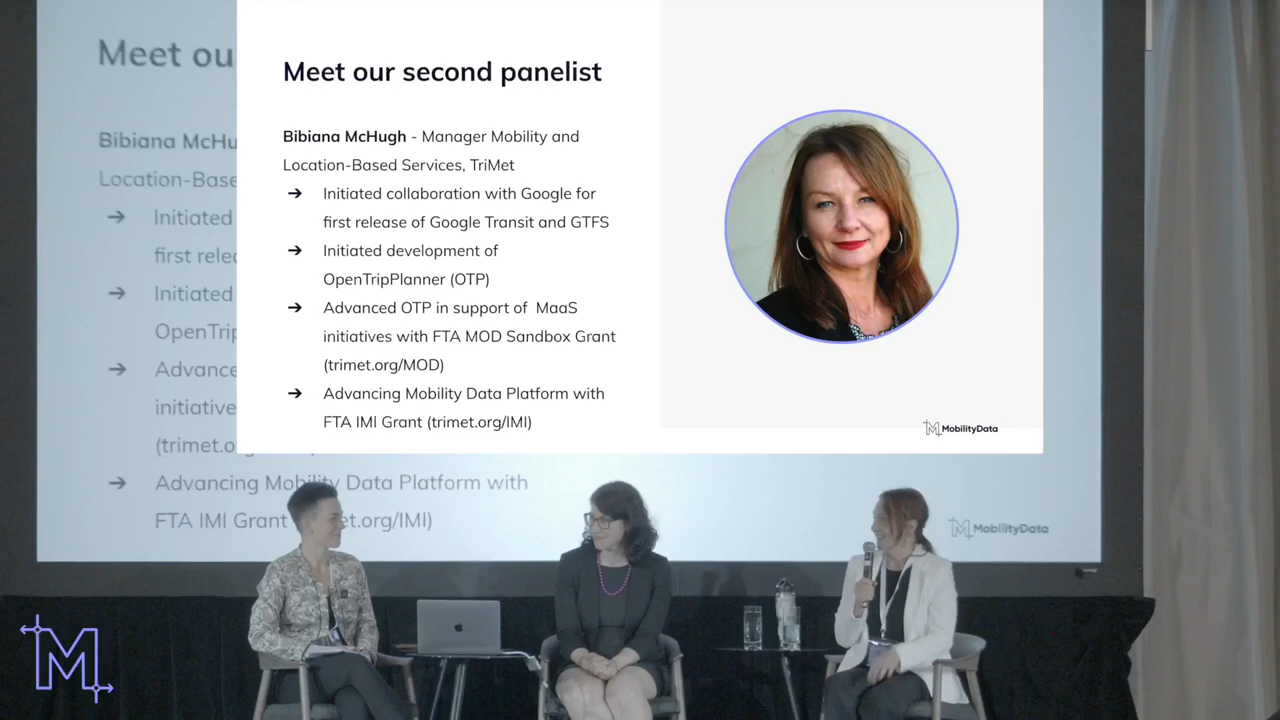 Meet our second panelist
Bibiana McHugh - Manager Mobility and
Location-Based Services, TriMet
➔ Initiated collaboration with Google for
first release of Google Transit and GTFS
➔ Initiated development of
OpenTripPlanner (OTP)
➔ Advanced OTP in support of MaaS
initiatives with FTA MOD Sandbox Grant
(trimet.org/MOD)
➔ Advancing Mobility Data Platform with
FTA IMI Grant (trimet.org/IMI)
MobilityData
Meet ou
Bibiana McHu
Location-Base
➔ Initiated
first relea
➔ Initiated
OpenTrip
➔ Advance
initiative
(trimet.o
➔ Advancing Mobility Data Platform with
FTA IMI Grant et.org/IMI)
MobilityData
M